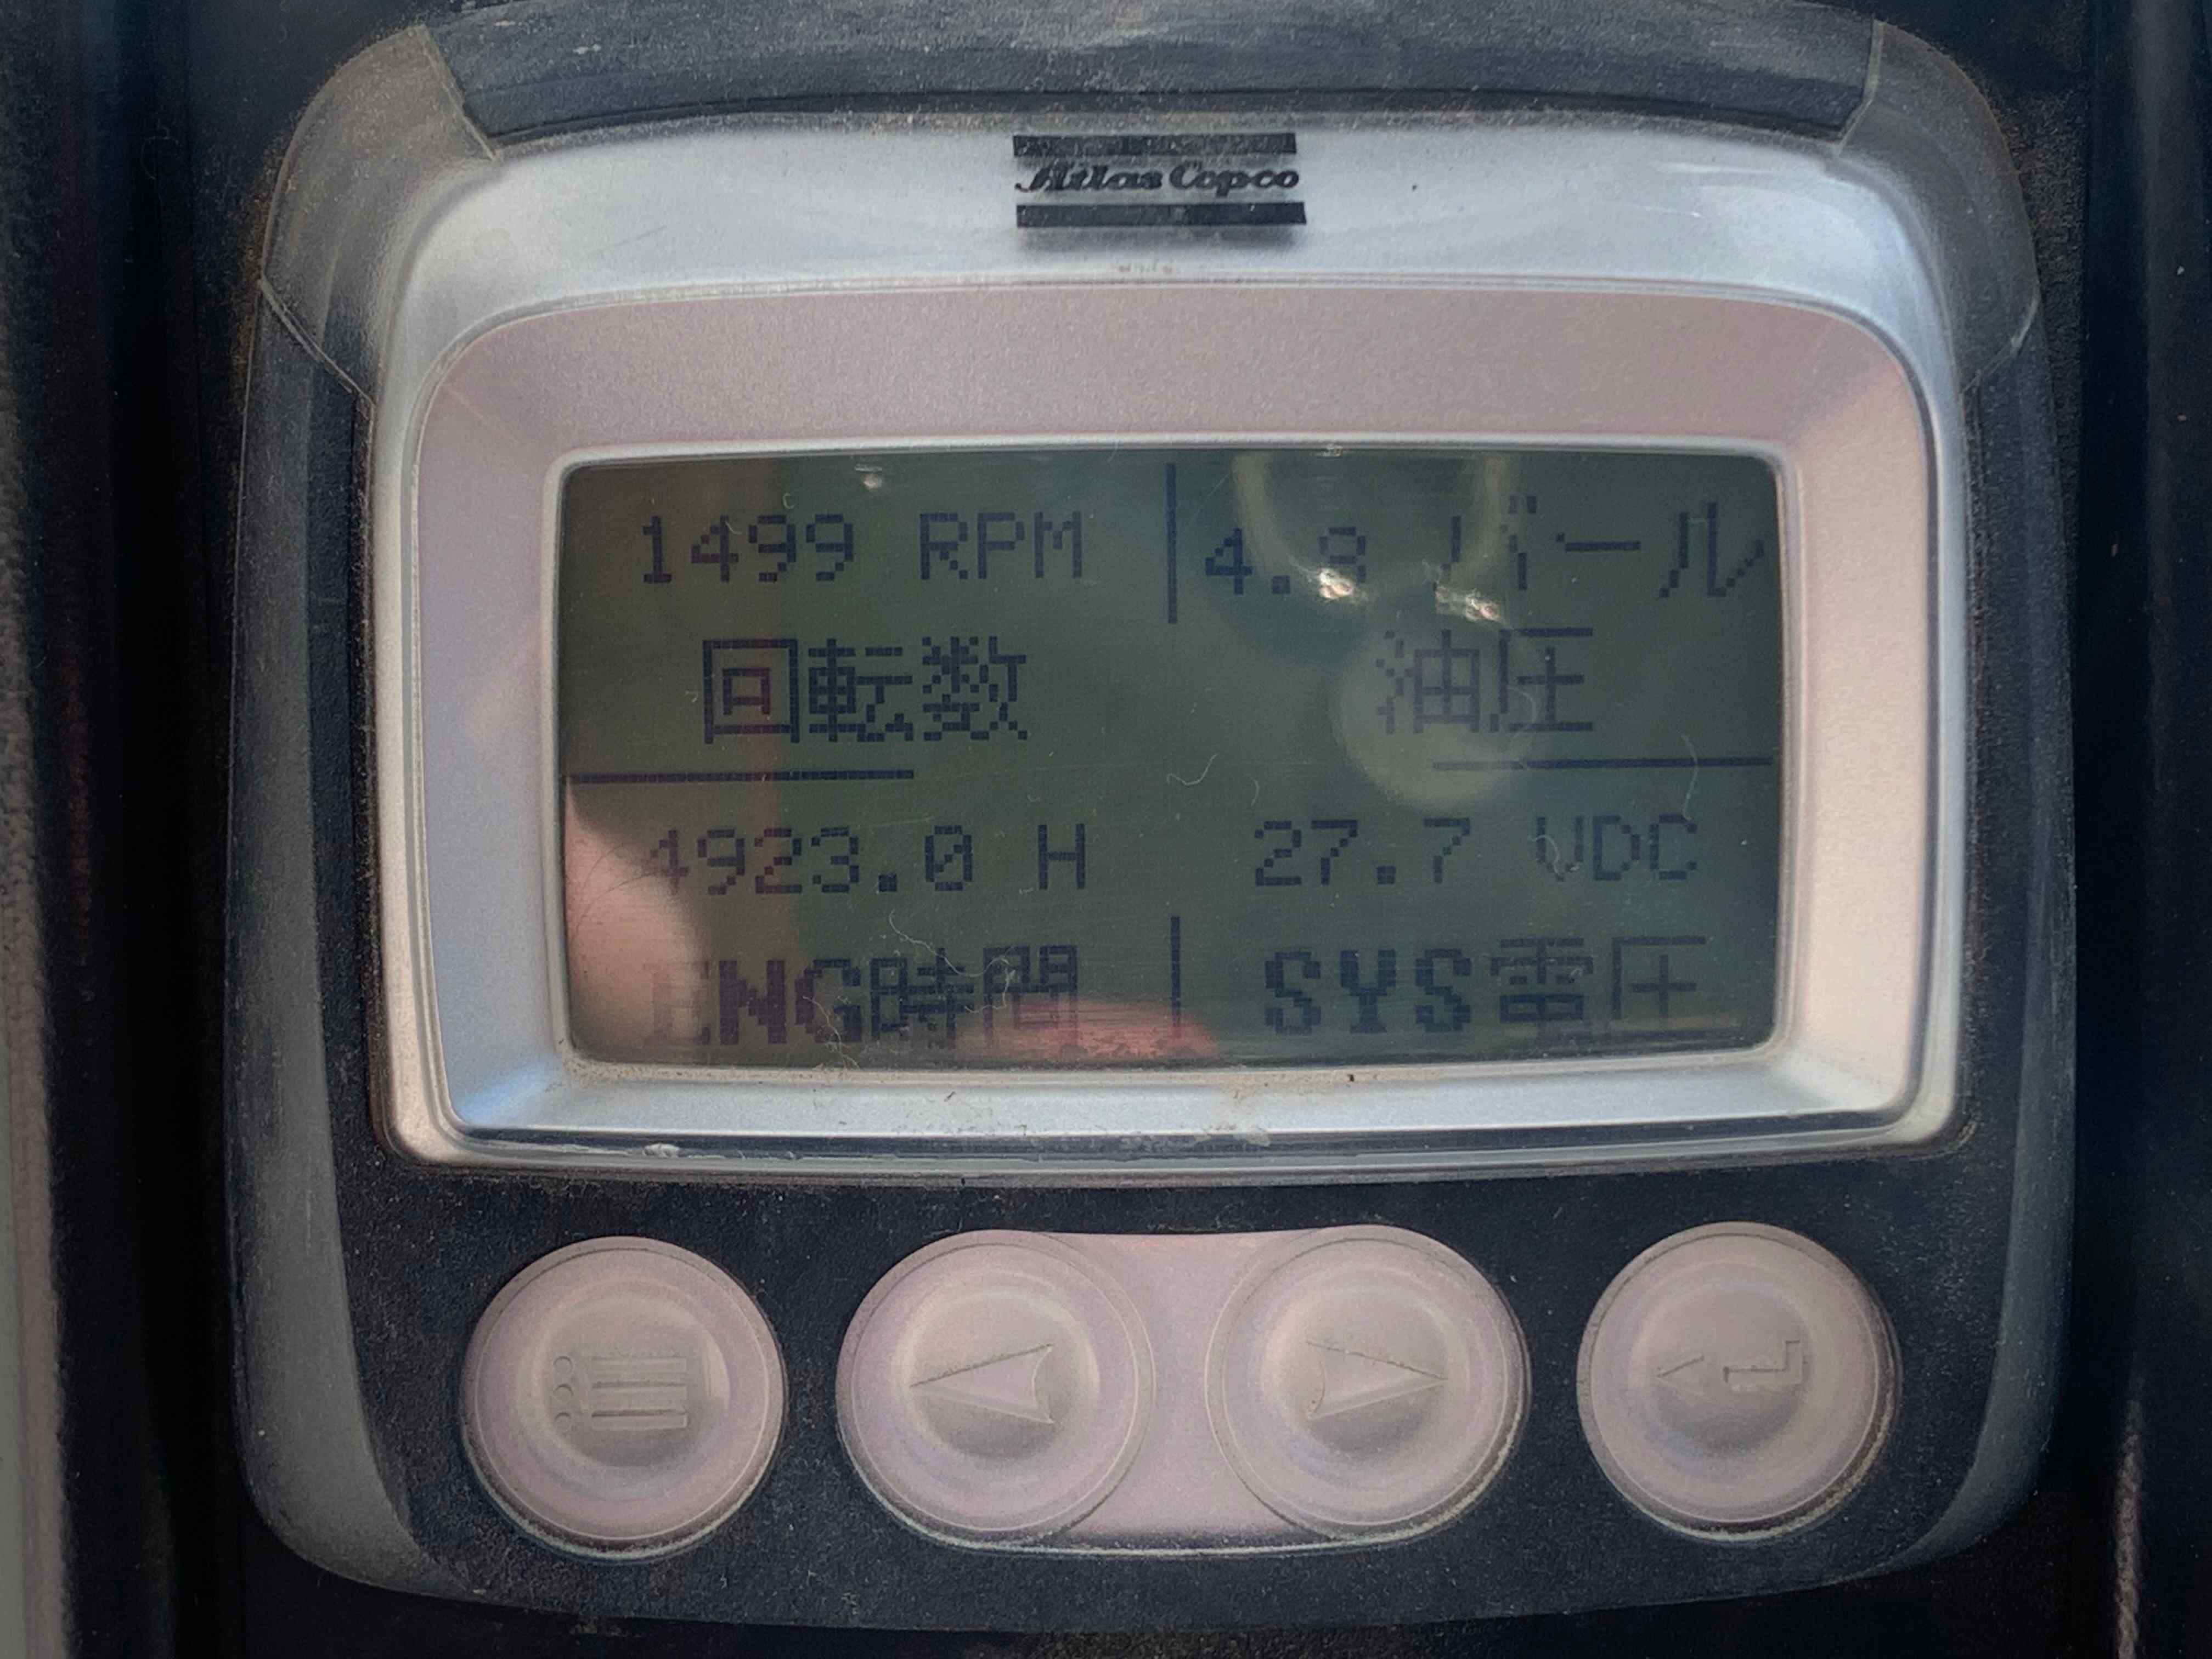 Atlas Copco
1499 RPM
4.9 バール
回転数
油圧
4923.0 H
27.7 VDC
ENG時間
SYS電圧